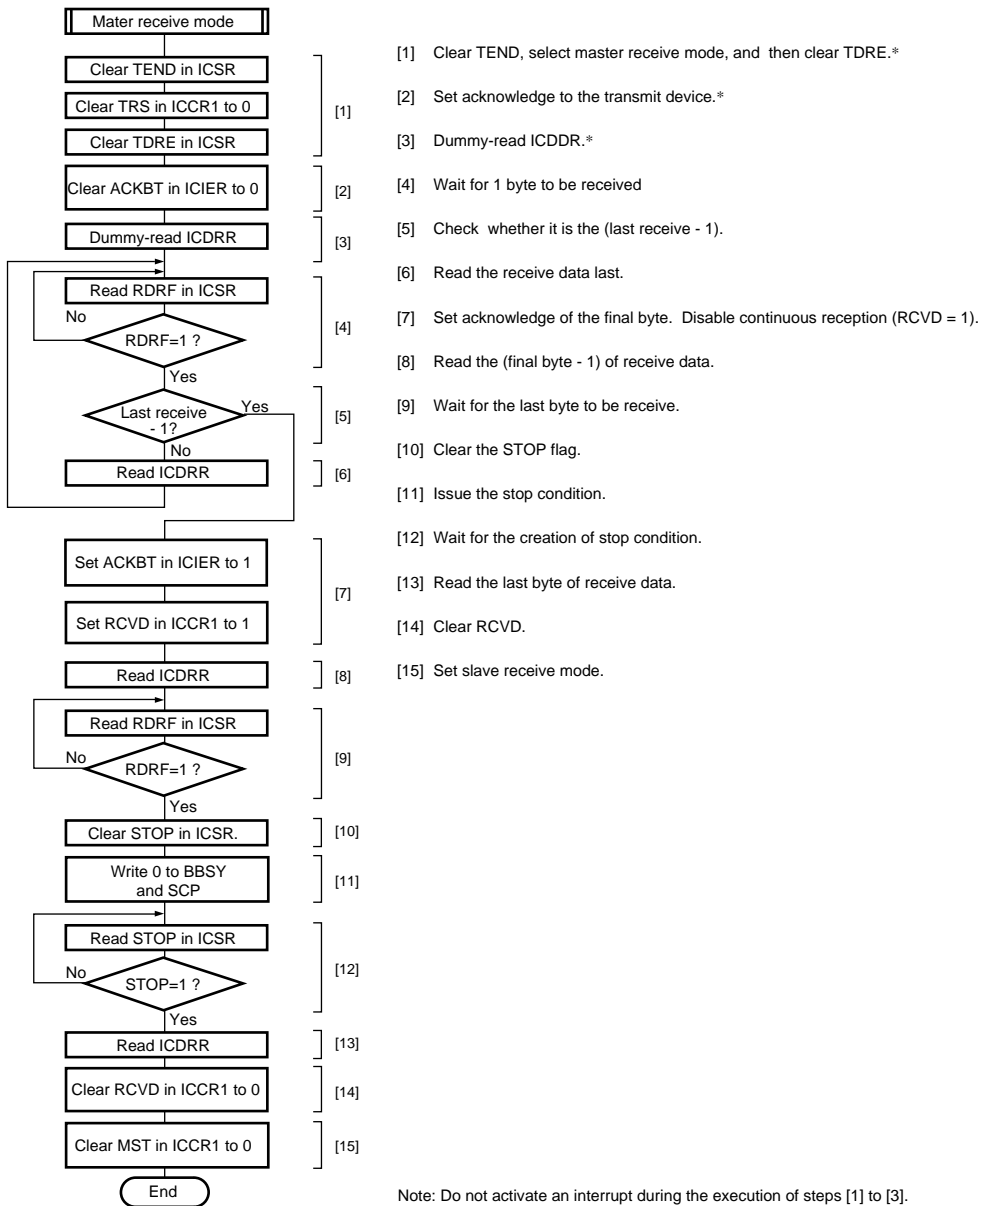 Mater receive mode
Clear TEND in ICSR
Clear TRS in ICCR1 to 0
Clear TDRE in ICSR
[1]
Clear ACKBT in ICIER to 0
[2]
Dummy-read ICDRR
[3]
Read RDRF in ICSR
No
RDRF=1 ?
[4]
Yes
Last receive
- 1?
Yes
[5]
No
Read ICDRR
[6]
Set ACKBT in ICIER to 1
[7]
Set RCVD in ICCR1 to 1
Read ICDRR
[8]
Read RDRF in ICSR
No
RDRF=1 ?
[9]
Yes
Clear STOP in ICSR.
[10]
Write 0 to BBSY
and SCP
[11]
Read STOP in ICSR
No
STOP=1 ?
[12]
Yes
Read ICDRR
[13]
Clear RCVD in ICCR1 to 0
[14]
Clear MST in ICCR1 to 0
[15]
End
[1] Clear TEND, select master receive mode, and then clear TDRE.*
[2] Set acknowledge to the transmit device.*
[3] Dummy-read ICDDR.*
[4] Wait for 1 byte to be received
[5] Check whether it is the (last receive - 1).
[6] Read the receive data last.
[7] Set acknowledge of the final byte. Disable continuous reception (RCVD = 1).
[8] Read the (final byte - 1) of receive data.
[9] Wait for the last byte to be receive.
[10] Clear the STOP flag.
[11] Issue the stop condition.
[12] Wait for the creation of stop condition.
[13] Read the last byte of receive data.
[14] Clear RCVD.
[15] Set slave receive mode.
Note: Do not activate an interrupt during the execution of steps [1] to [3].